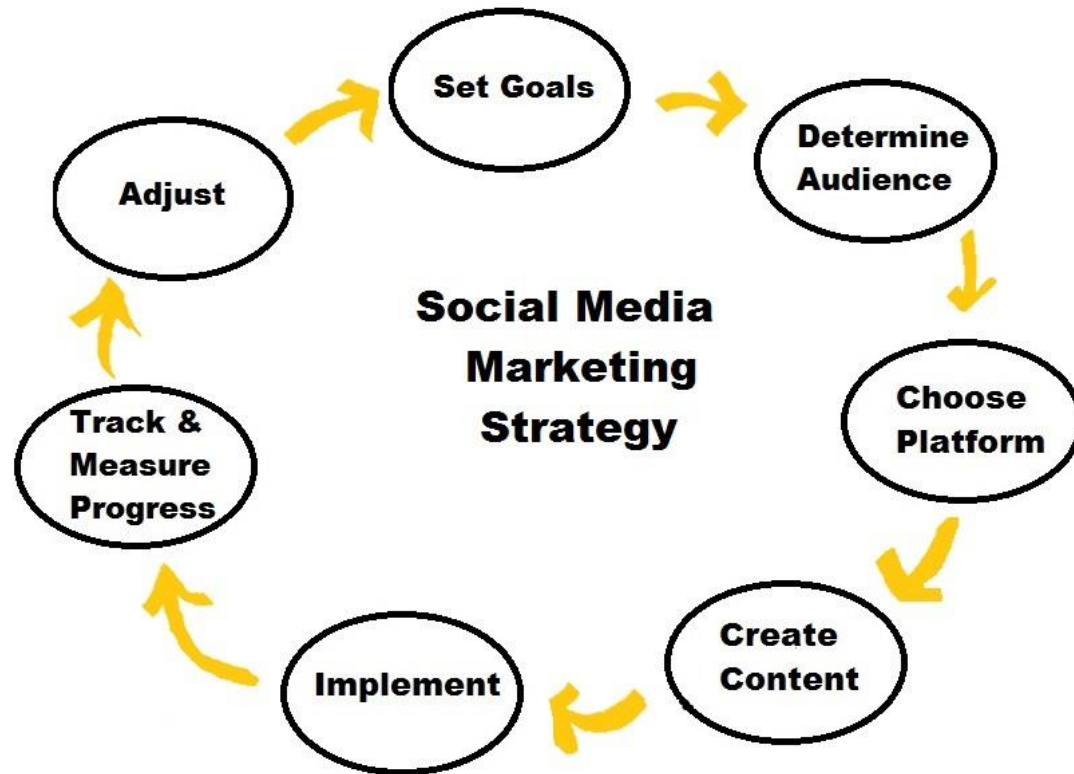 Set Goals
Determine
Audience
Choose
Platform
Create
Content
Implement
Track &
Measure
Progress
Adjust
Social Media
Marketing
Strategy